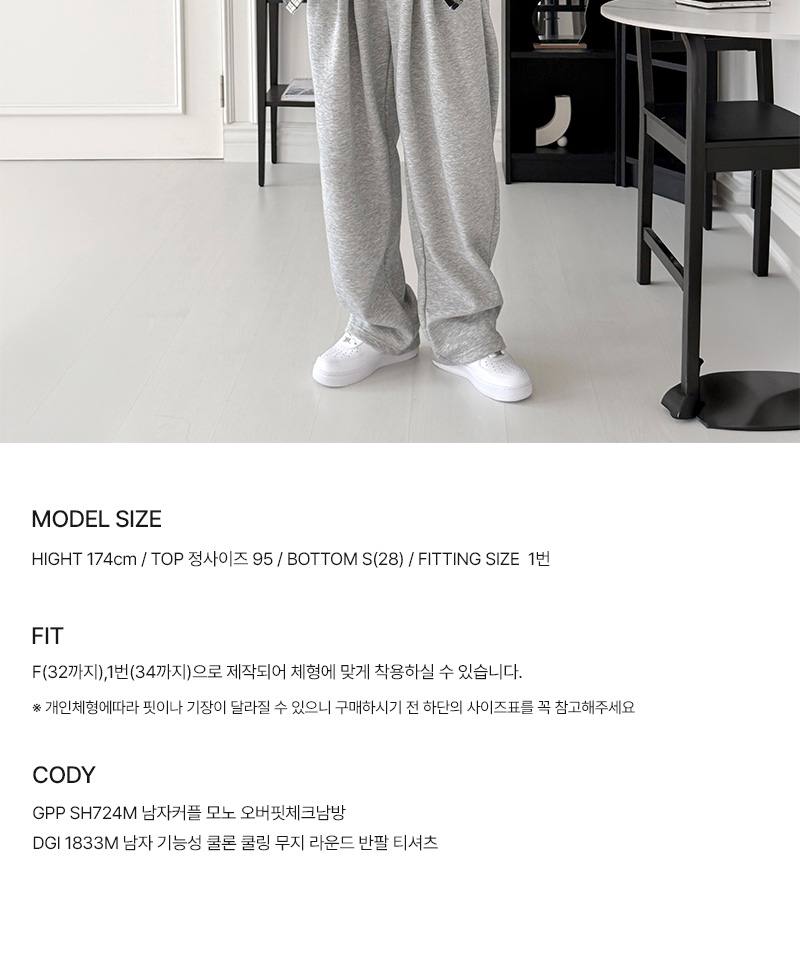 MODEL SIZE
HIGHT 174cm / TOP 정사이즈 95 / BOTTOM S(28) / FITTING SIZE 1번
FIT
F(32까지),1번(34까지)으로 제작되어 체형에 맞게 착용하실 수 있습니다.
※ 개인체형에따라 핏이나 기장이 달라질 수 있으니 구매하시기 전 하단의 사이즈표를 꼭 참고해주세요
CODY
GPP SH724M 남자커플 모노 오버핏체크남방
DGI 1833M 남자 기능성 쿨론 쿨링 무지 라운드 반팔 티셔츠